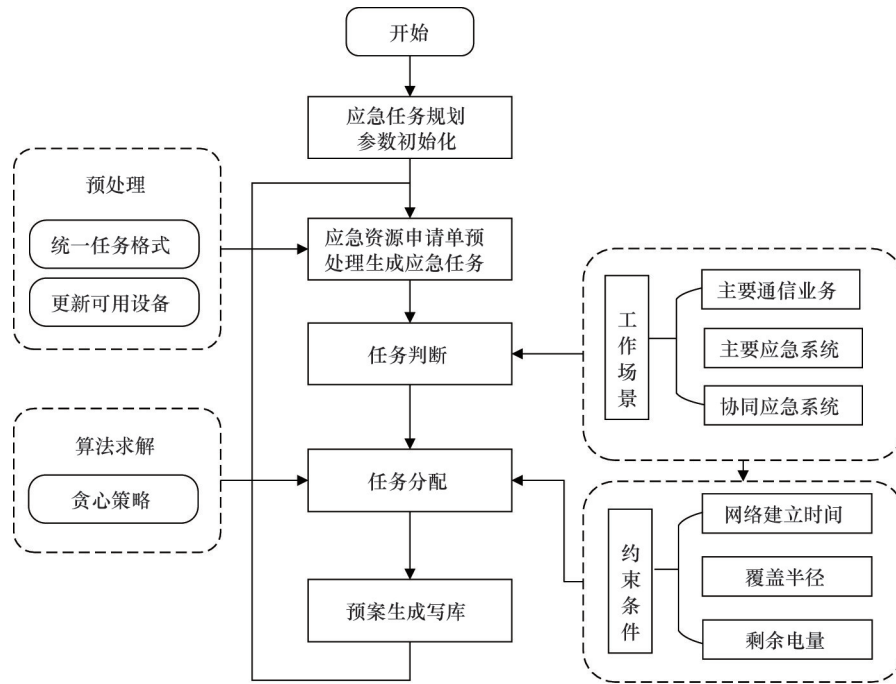 开始
应急任务规划
参数初始化
预处理
统一任务格式
更新可用设备
应急资源申请单预
处理生成应急任务
任务判断
工作场景
主要通信业务
主要应急系统
协同应急系统
算法求解
贪心策略
任务分配
约束条件
网络建立时间
覆盖半径
剩余电量
预案生成写库